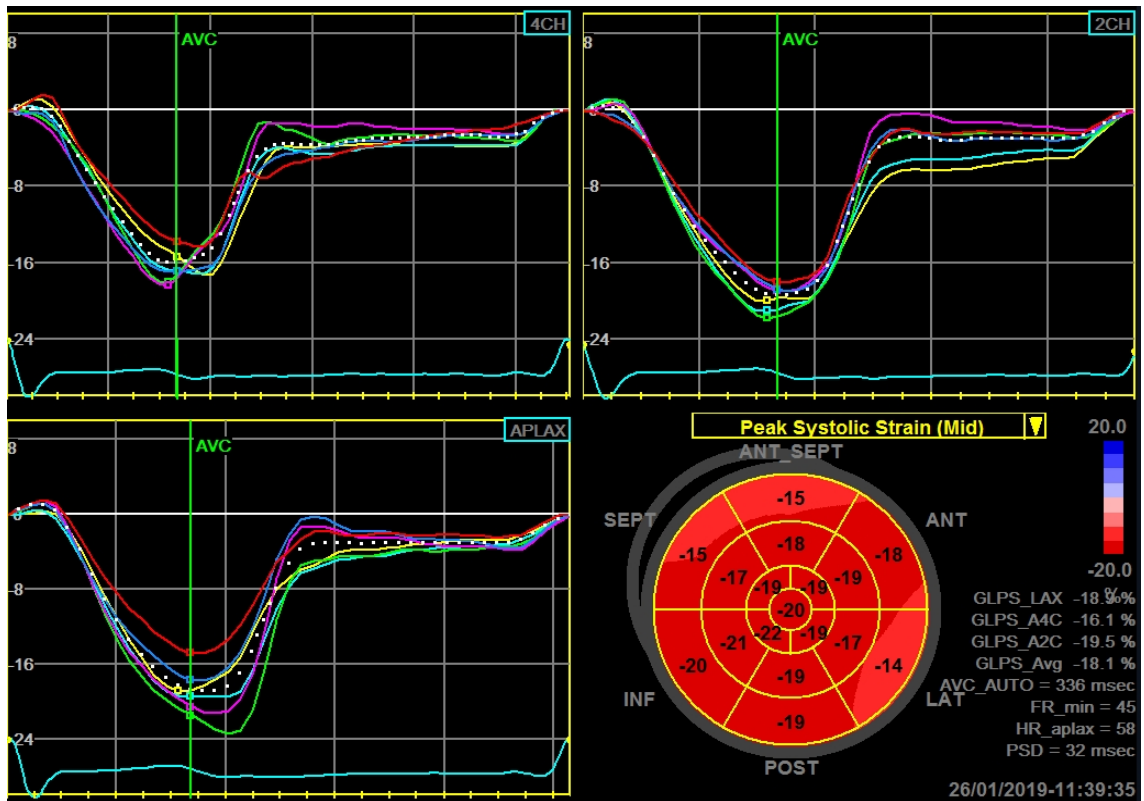 4CH
AVC
8
0
-8
-16
-24
2CH
AVC
8
0
-8
-16
-24
APLAX
AVC
8
0
-8
-16
-24
Peak Systolic Strain (Mid)
20.0
-20.0
%
ANT_SEPT
SEPT
ANT
INF
LAT
POST
-15
-15
-18
-18
-17
-19
-19
-19
-20
-21
-22
-19
-17
-20
-19
-14
-19
GLPS_LAX -18.9%
GLPS_A4C -16.1 %
GLPS_A2C -19.5 %
GLPS_Avg -18.1 %
AVC_AUTO = 336 msec
FR_min = 45
HR_aplax = 58
PSD = 32 msec
26/01/2019-11:39:35